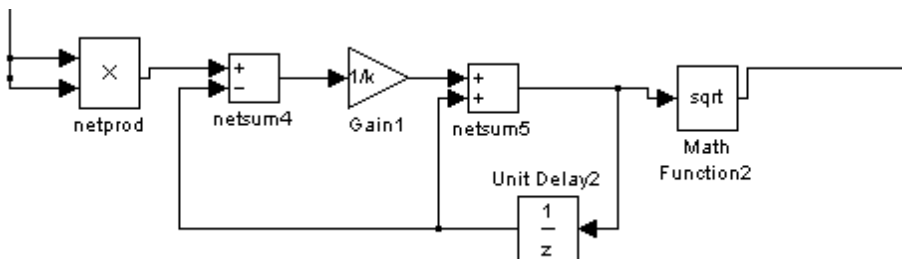 ×
netprod
+
−
netsum4
1/k
Gain1
+
+
netsum5
sqrt
Math
Function2
Unit Delay2
1
z